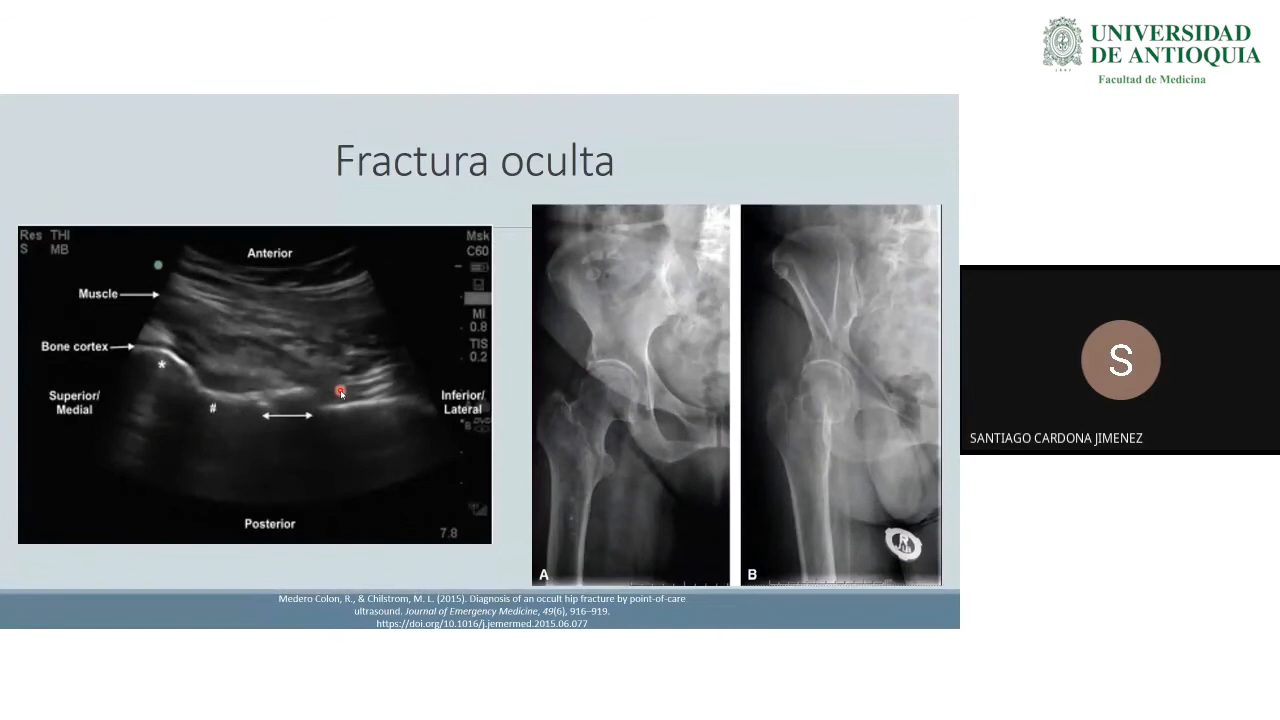 UNIVERSIDAD
DE ANTIOQUIA
Facultad de Medicina
Fractura oculta
Res THI
S MB
Anterior
Msk
C60
Muscle
MI
0.8
TIS
0.2
Bone cortex
*
Superior/
Medial
#
Inferior/
Lateral
Posterior
7.8
A
B
R
Medero Colon, R., & Chilstrom, M. L. (2015). Diagnosis of an occult hip fracture by point-of-care
ultrasound. Journal of Emergency Medicine, 49(6), 916–919.
https://doi.org/10.1016/j.jemermed.2015.06.077
S
SANTIAGO CARDONA JIMENEZ